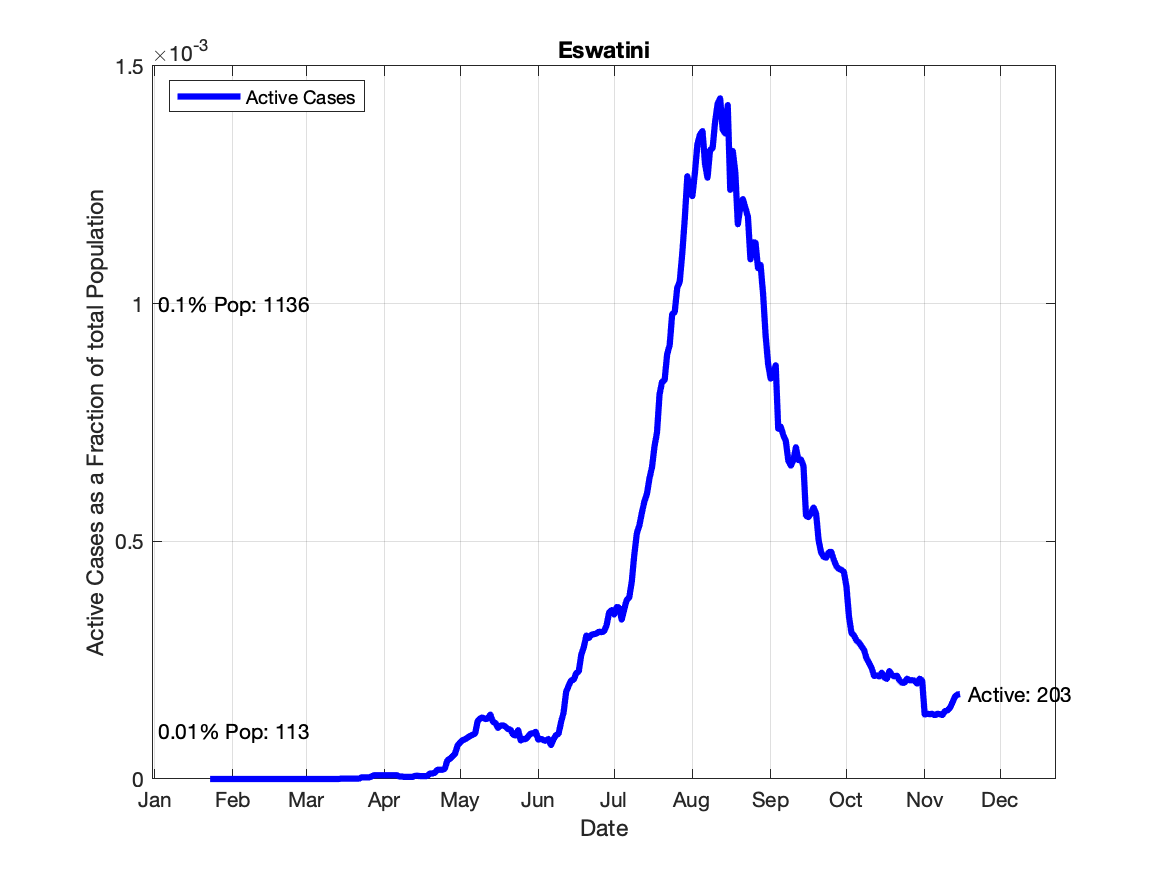 Eswatini
×10-3
1.5
Active Cases
1
0.1% Pop: 1136
0.5
0.01% Pop: 113
Active: 203
0
Jan Feb Mar Apr May Jun Jul Aug Sep Oct Nov Dec
Date
Active Cases as a Fraction of total Population